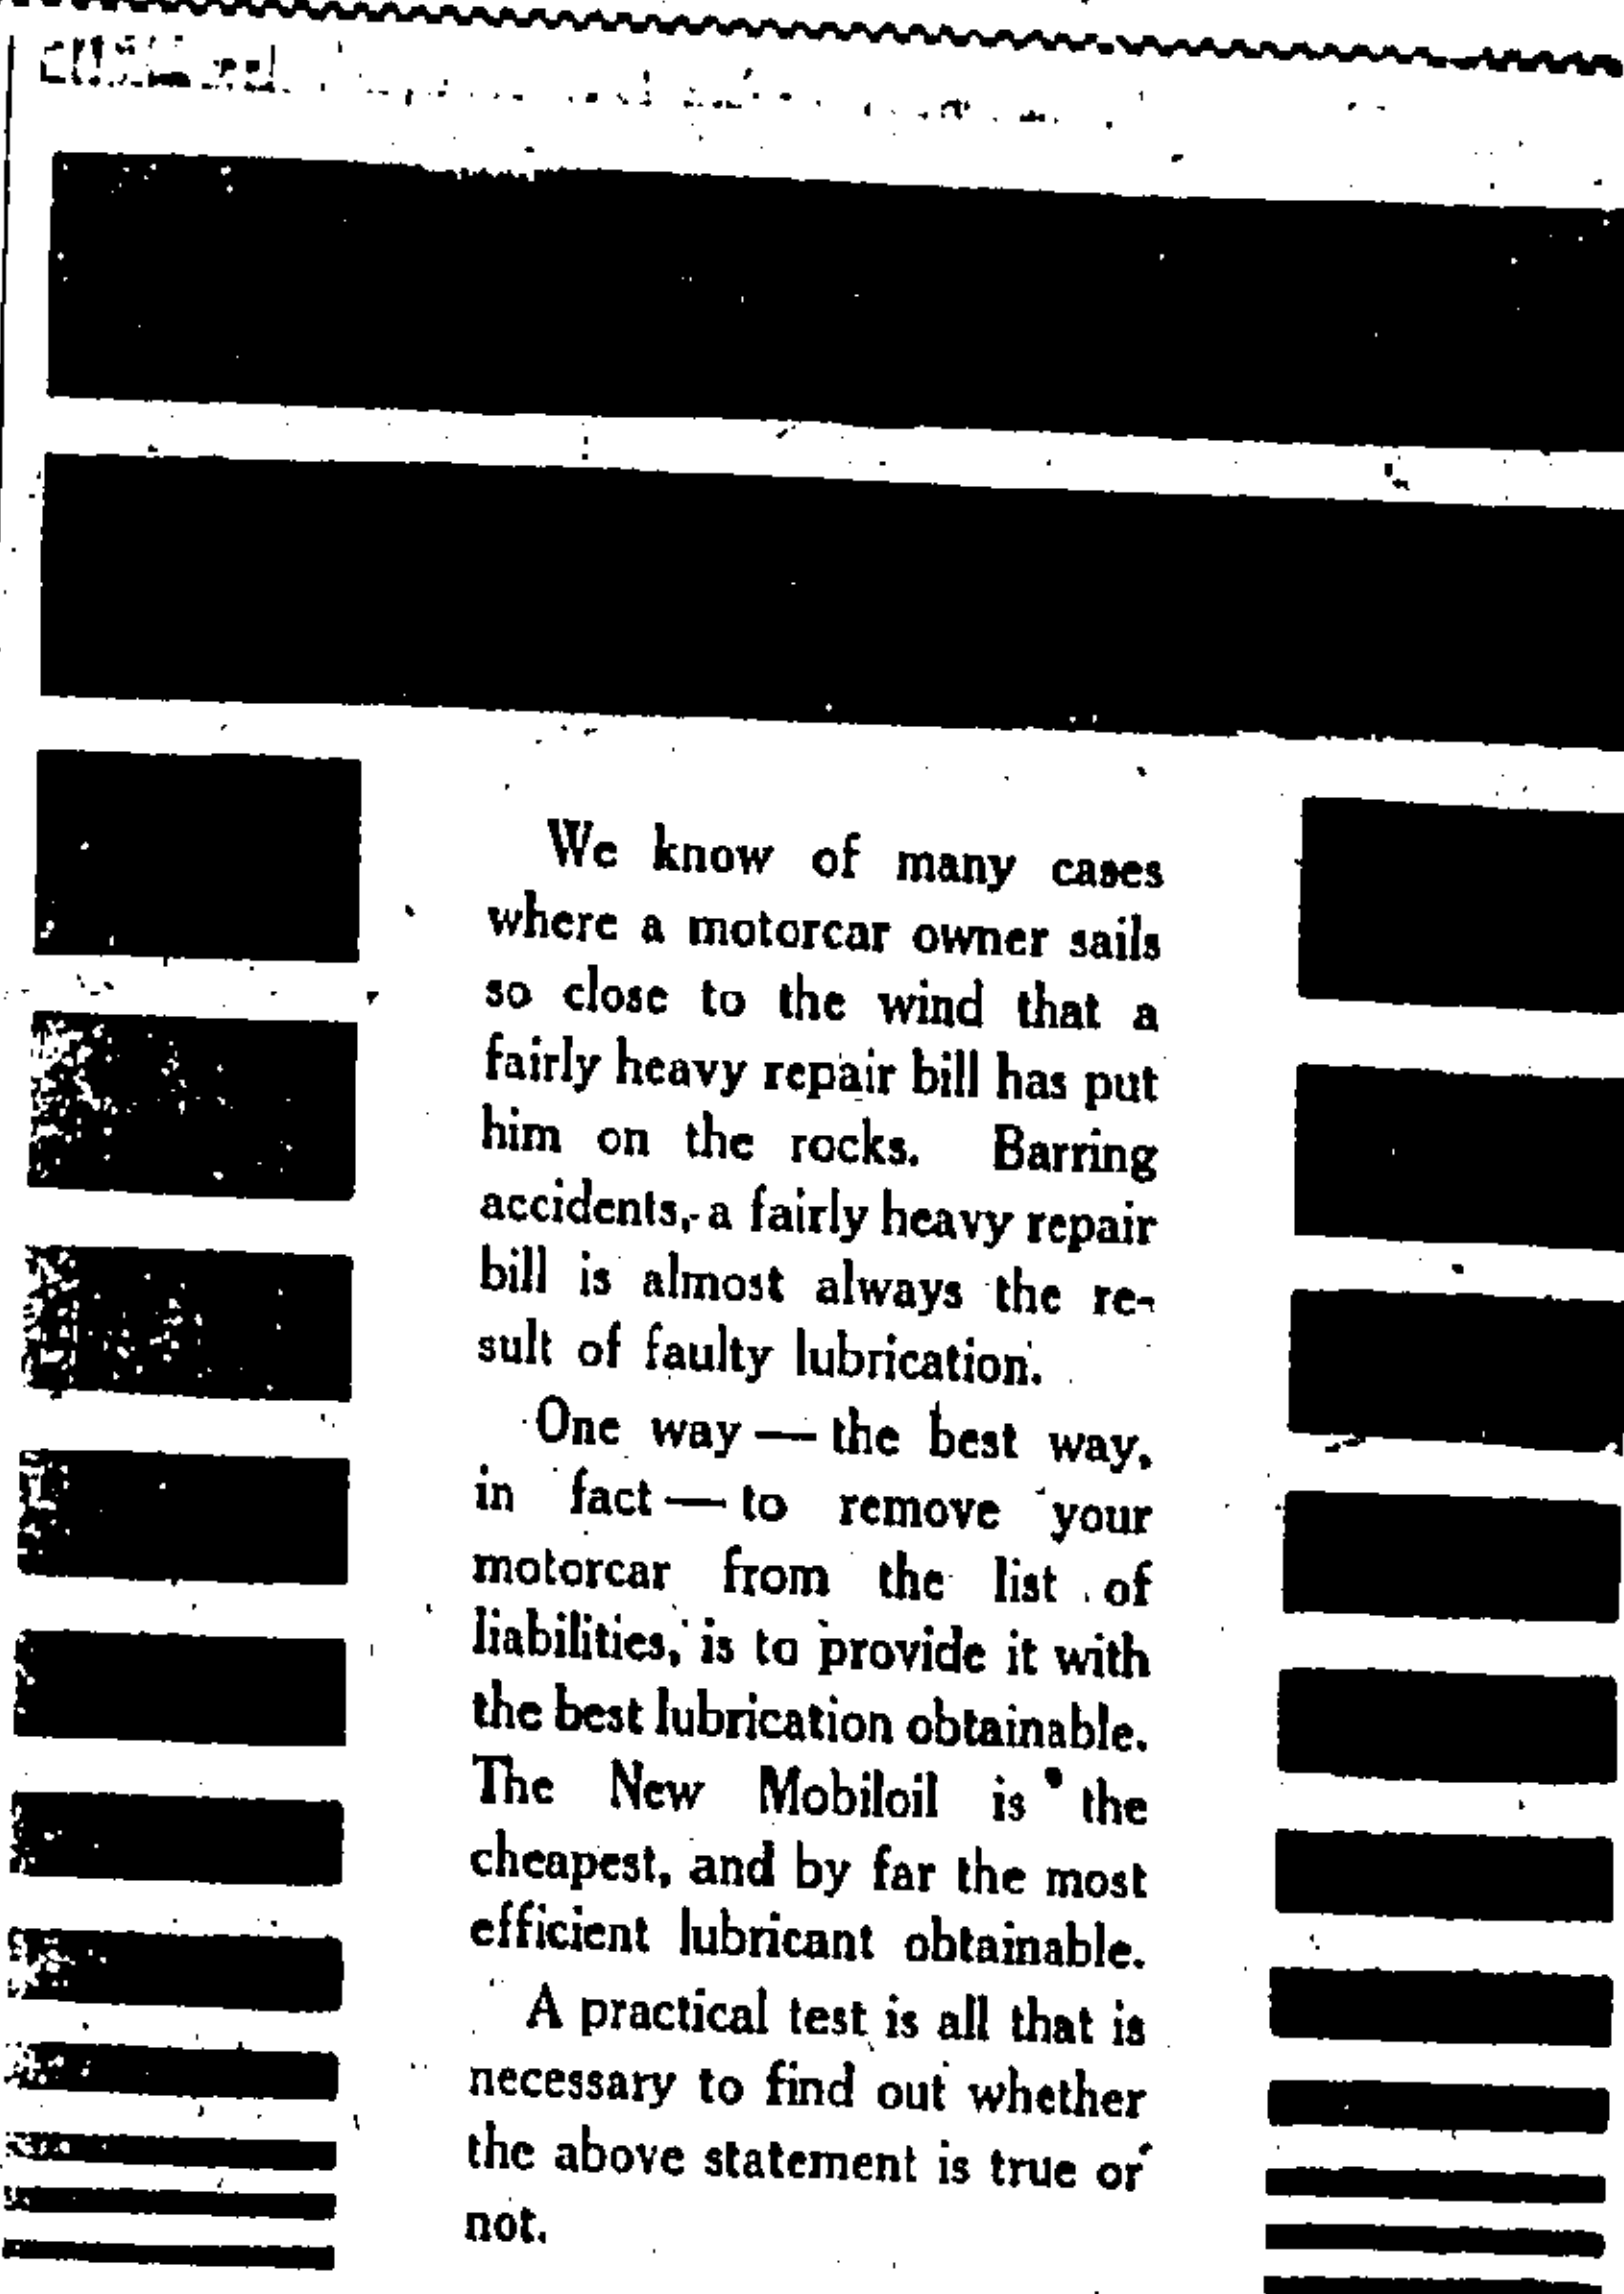 We know of many cases
where a motorcar owner sails
so close to the wind that a
fairly heavy repair bill has put
him on the rocks. Barring
accidents, a fairly heavy repair
bill is almost always the re-
sult of faulty lubrication.
One way — the best way,
in fact — to remove your
motorcar from the list of
liabilities, is to provide it with
the best lubrication obtainable.
The New Mobiloil is the
cheapest, and by far the most
efficient lubricant obtainable.
A practical test is all that is
necessary to find out whether
the above statement is true or
not.